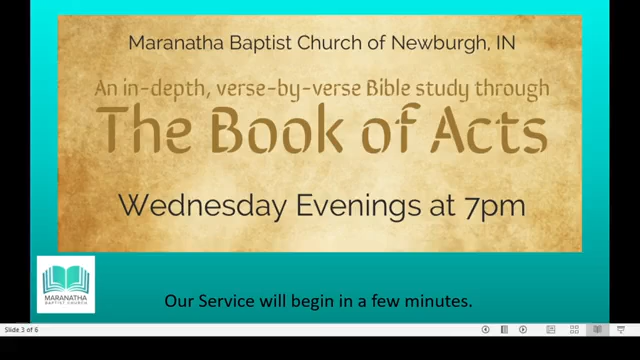 Maranatha Baptist Church of Newburgh, IN
An in-depth, verse-by-verse Bible study through
The Book of Acts
Wednesday Evenings at 7pm
MARANATHA
BAPTIST CHURCH
Our Service will begin in a few minutes.
Slide 3 of 6